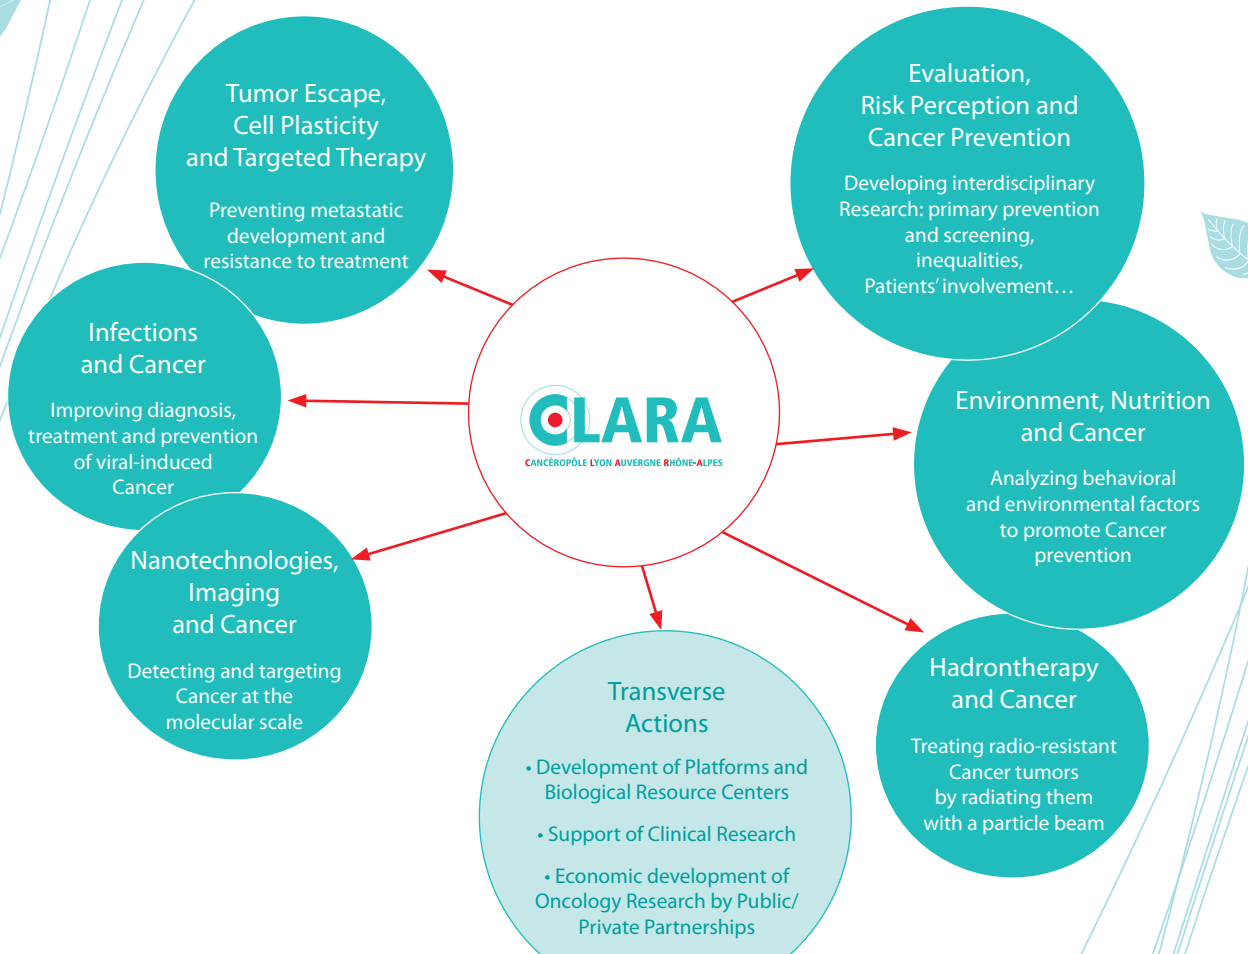 Tumor Escape,
Cell Plasticity
and Targeted Therapy
Preventing metastatic
development and
resistance to treatment
Evaluation,
Risk Perception and
Cancer Prevention
Developing interdisciplinary
Research: primary prevention
and screening,
inequalities,
Patients’ involvement…
Infections
and Cancer
Improving diagnosis,
treatment and prevention
of viral-induced
Cancer
CLARA
CANCÉROPÔLE LYON AUVERGNE RHÔNE-ALPES
Environment, Nutrition
and Cancer
Analyzing behavioral
and environmental factors
to promote Cancer
prevention
Nanotechnologies,
Imaging
and Cancer
Detecting and targeting
Cancer at the
molecular scale
Transverse
Actions
• Development of Platforms and
Biological Resource Centers
• Support of Clinical Research
• Economic development of
Oncology Research by Public/
Private Partnerships
Hadrontherapy
and Cancer
Treating radio-resistant
Cancer tumors
by radiating them
with a particle beam